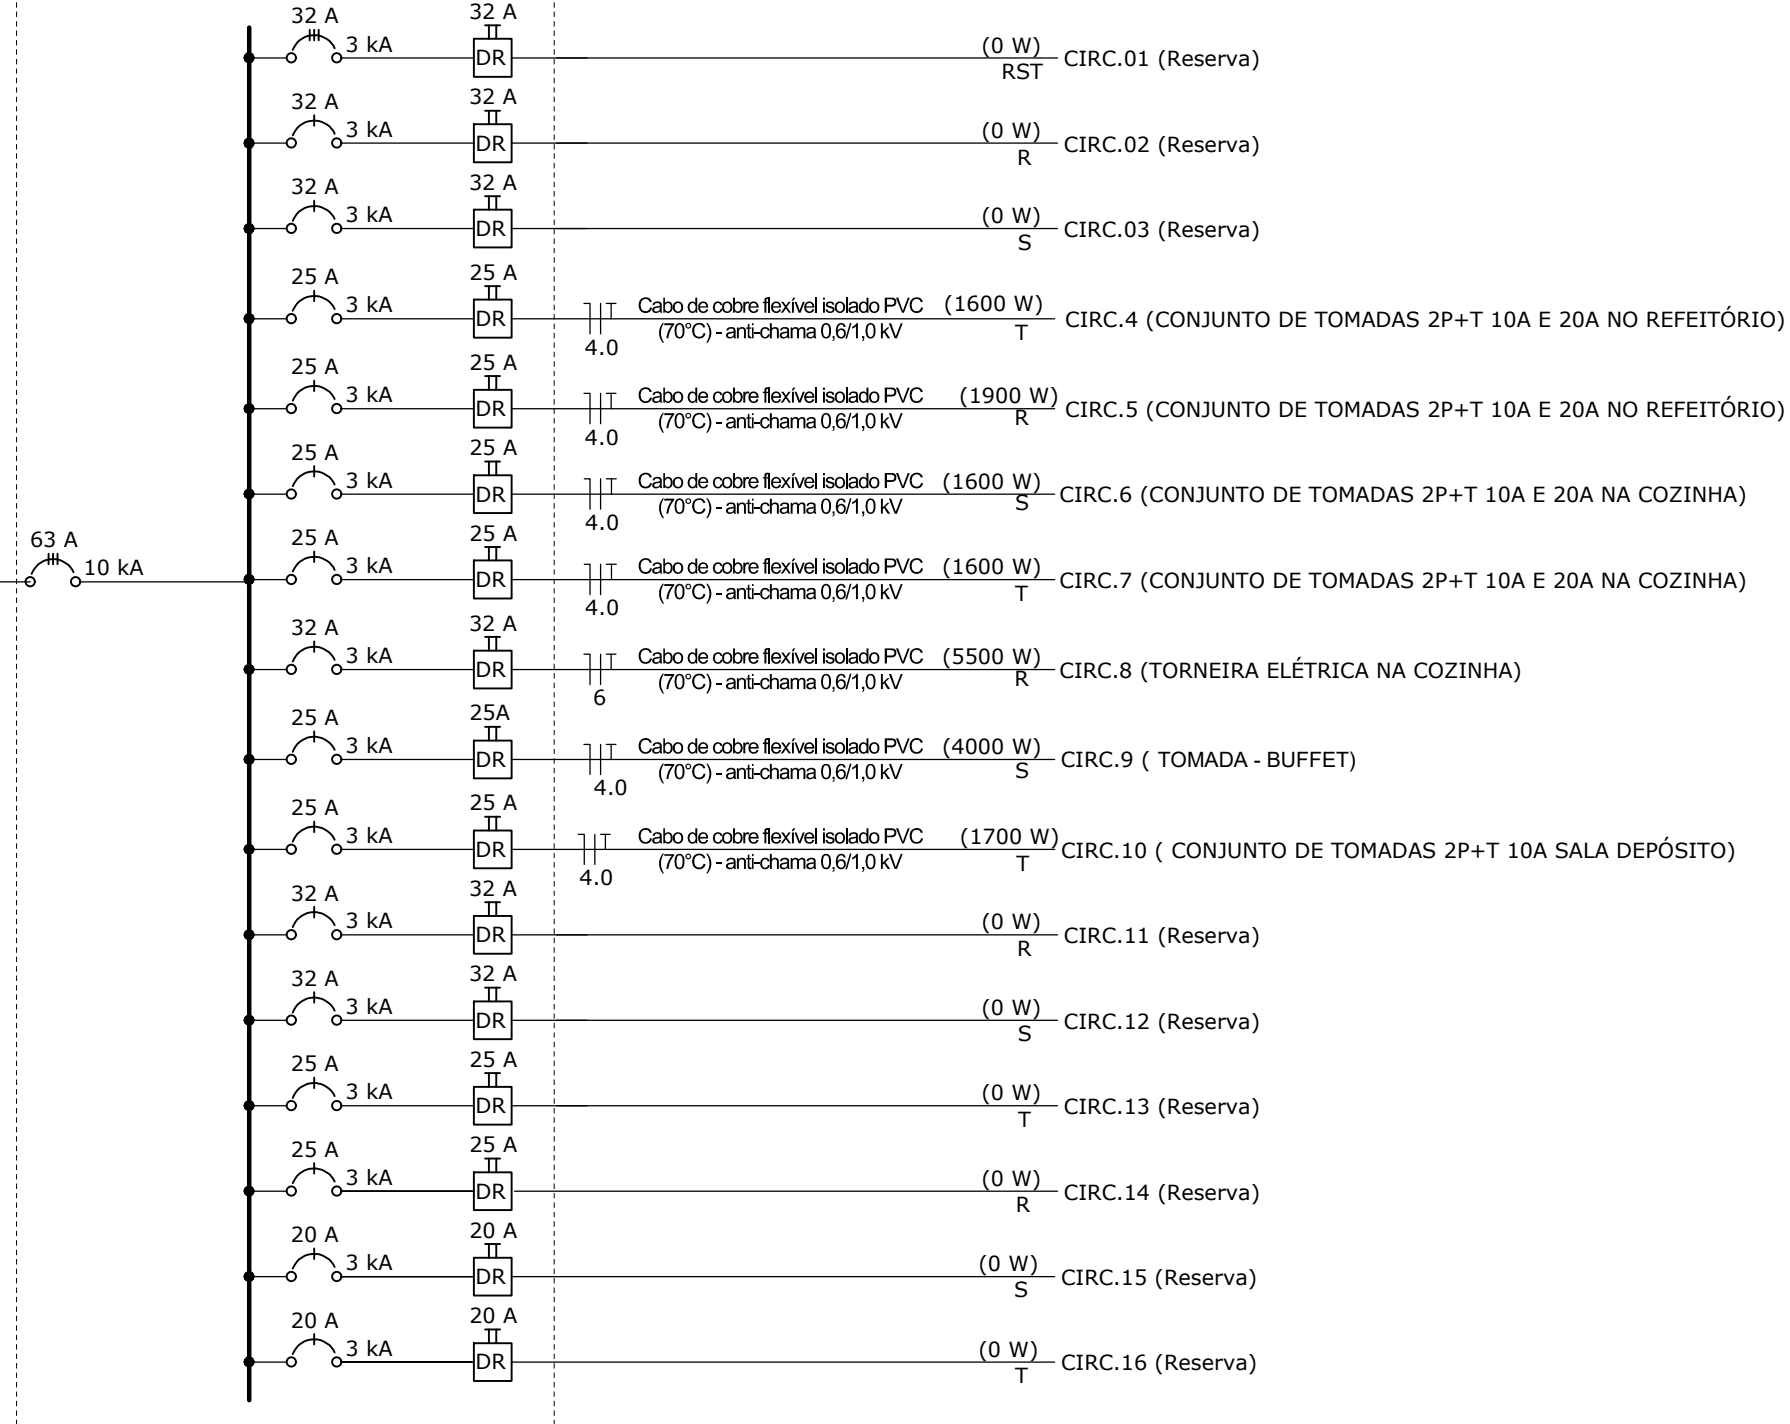 32 A
3 kA
32 A
DR
(0 W)
RST
CIRC.01 (Reserva)
32 A
3 kA
32 A
DR
(0 W)
R
CIRC.02 (Reserva)
32 A
3 kA
32 A
DR
(0 W)
S
CIRC.03 (Reserva)
25 A
3 kA
25 A
DR
4.0
Cabo de cobre flexível isolado PVC
(70°C) - anti-chama 0,6/1,0 kV
(1600 W)
T
CIRC.4 (CONJUNTO DE TOMADAS 2P+T 10A E 20A NO REFEITÓRIO)
25 A
3 kA
25 A
DR
4.0
Cabo de cobre flexível isolado PVC
(70°C) - anti-chama 0,6/1,0 kV
(1900 W)
R
CIRC.5 (CONJUNTO DE TOMADAS 2P+T 10A E 20A NO REFEITÓRIO)
25 A
3 kA
25 A
DR
4.0
Cabo de cobre flexível isolado PVC
(70°C) - anti-chama 0,6/1,0 kV
(1600 W)
S
CIRC.6 (CONJUNTO DE TOMADAS 2P+T 10A E 20A NA COZINHA)
63 A
10 kA
25 A
3 kA
25 A
DR
4.0
Cabo de cobre flexível isolado PVC
(70°C) - anti-chama 0,6/1,0 kV
(1600 W)
T
CIRC.7 (CONJUNTO DE TOMADAS 2P+T 10A E 20A NA COZINHA)
32 A
3 kA
32 A
DR
6
Cabo de cobre flexível isolado PVC
(70°C) - anti-chama 0,6/1,0 kV
(5500 W)
R
CIRC.8 (TORNEIRA ELÉTRICA NA COZINHA)
25 A
3 kA
25A
DR
4.0
Cabo de cobre flexível isolado PVC
(70°C) - anti-chama 0,6/1,0 kV
(4000 W)
S
CIRC.9 ( TOMADA - BUFFET)
25 A
3 kA
25 A
DR
4.0
Cabo de cobre flexível isolado PVC
(70°C) - anti-chama 0,6/1,0 kV
(1700 W)
T
CIRC.10 ( CONJUNTO DE TOMADAS 2P+T 10A SALA DEPÓSITO)
32 A
3 kA
32 A
DR
(0 W)
R
CIRC.11 (Reserva)
32 A
3 kA
32 A
DR
(0 W)
S
CIRC.12 (Reserva)
25 A
3 kA
25 A
DR
(0 W)
T
CIRC.13 (Reserva)
25 A
3 kA
25 A
DR
(0 W)
R
CIRC.14 (Reserva)
20 A
3 kA
20 A
DR
(0 W)
S
CIRC.15 (Reserva)
20 A
3 kA
20 A
DR
(0 W)
T
CIRC.16 (Reserva)